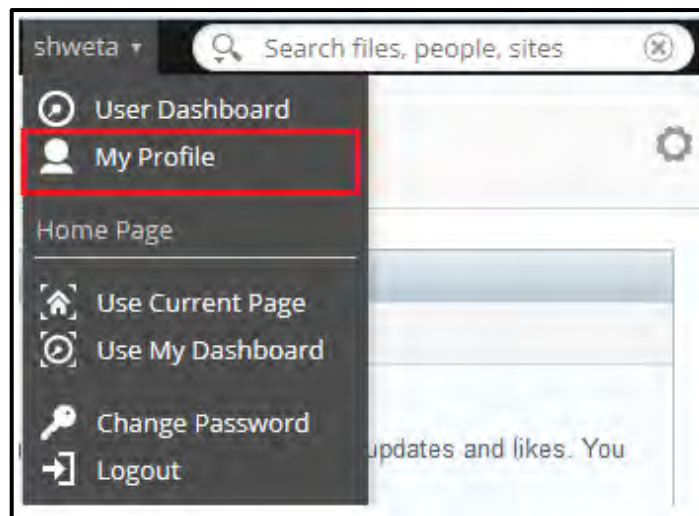 shweta ▾ Search files, people, sites
User Dashboard
My Profile
Home Page
Use Current Page
Use My Dashboard
Change Password
updates and likes. You
Logout